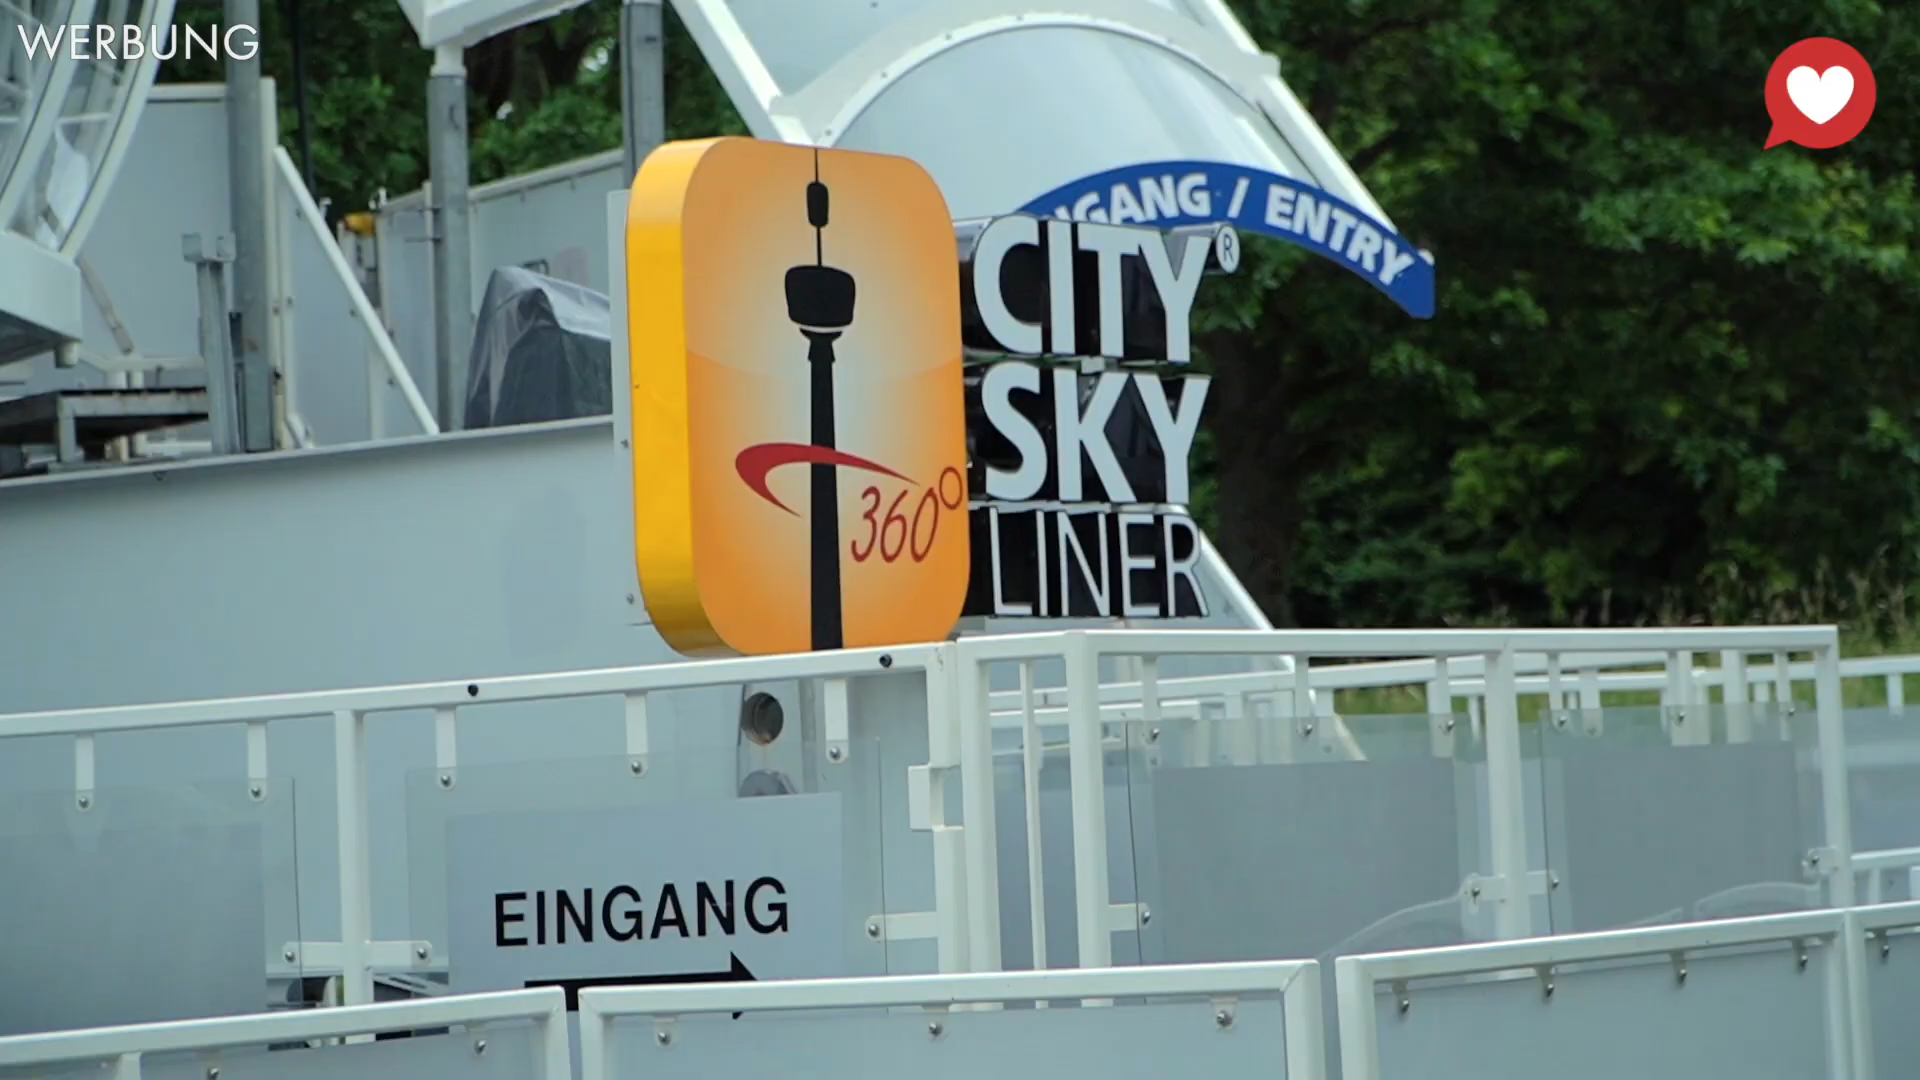 WERBUNG
GANG / ENTRY
CITY®
SKY
LINER
360°
EINGANG